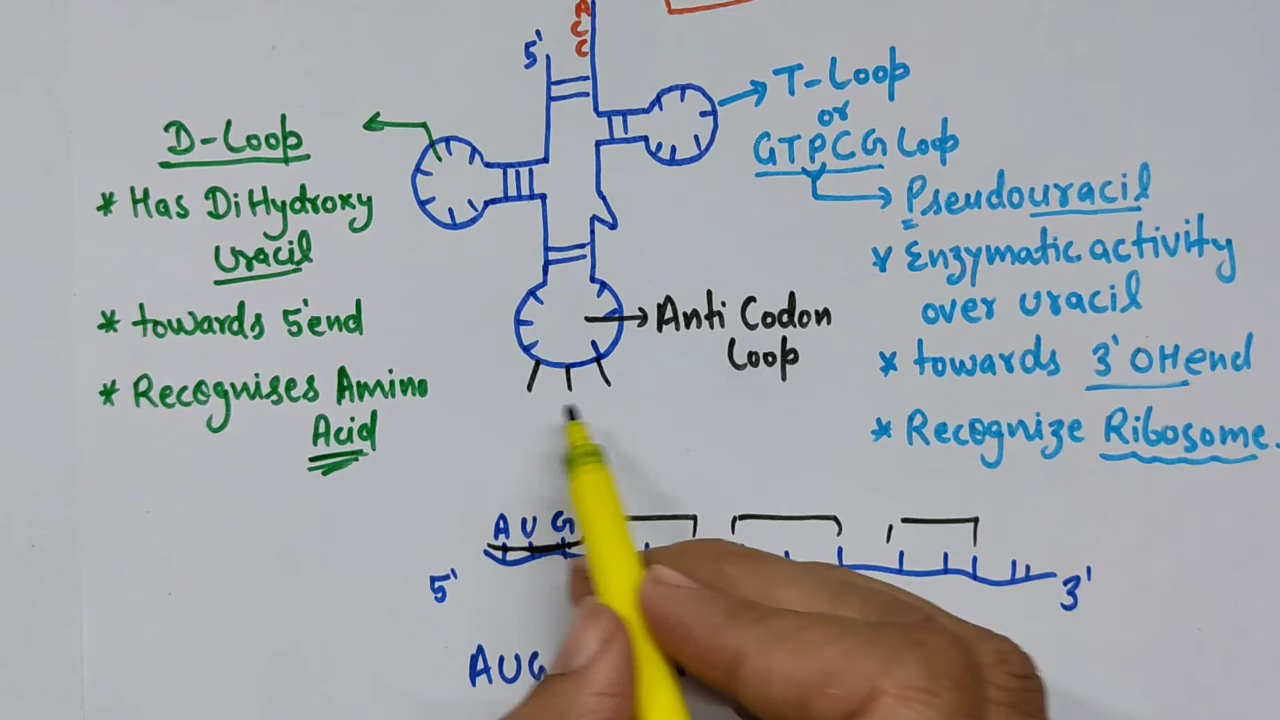 A
C
C
5'
D-Loop
* Has DiHydroxy
Uracil
* towards 5'end
* Recognises Amino
Acid
T-Loop
or
GTPCG Loop
Pseudouracil
* Enzymatic activity
over uracil
* towards 3'OHend
* Recognize Ribosome.
Anti Codon
Loop
A U G
5'
3'
AUG